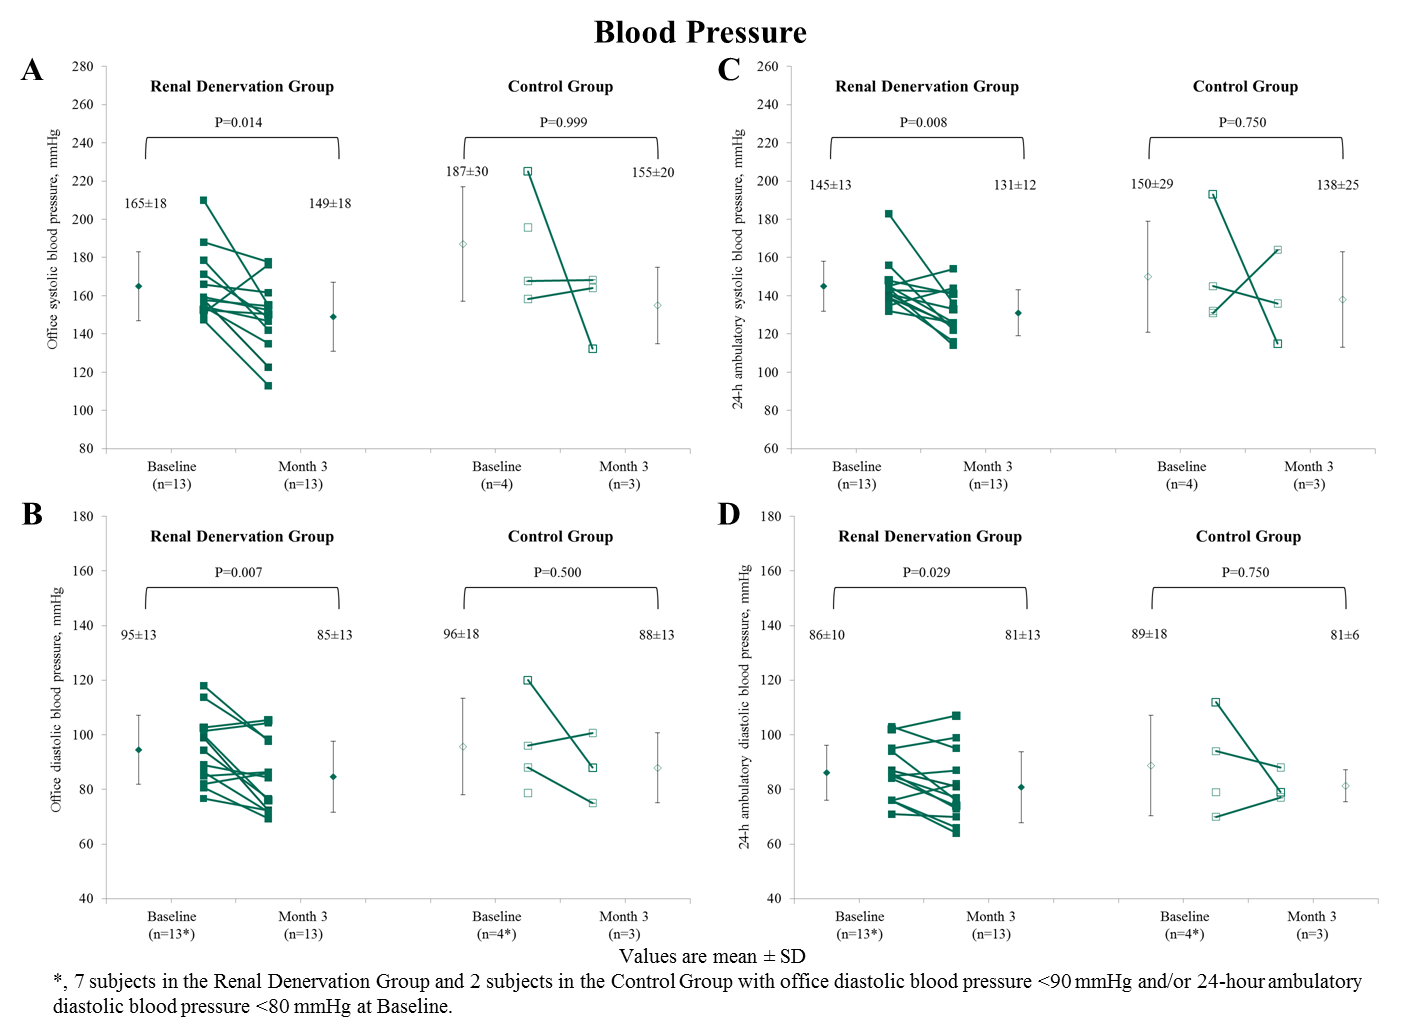 Blood Pressure
A
Renal Denervation Group
Control Group
P=0.014
P=0.999
165±18
149±18
187±30
155±20
Office systolic blood pressure, mmHg
280
260
240
220
200
180
160
140
120
100
80
Baseline
(n=13)
Month 3
(n=13)
Baseline
(n=4)
Month 3
(n=3)
C
Renal Denervation Group
Control Group
P=0.008
P=0.750
145±13
131±12
150±29
138±25
24-h ambulatory systolic blood pressure, mmHg
260
240
220
200
180
160
140
120
100
80
60
Baseline
(n=13)
Month 3
(n=13)
Baseline
(n=4)
Month 3
(n=3)
B
Renal Denervation Group
Control Group
P=0.007
P=0.500
95±13
85±13
96±18
88±13
Office diastolic blood pressure, mmHg
180
160
140
120
100
80
60
40
Baseline
(n=13*)
Month 3
(n=13)
Baseline
(n=4*)
Month 3
(n=3)
D
Renal Denervation Group
Control Group
P=0.029
P=0.750
86±10
81±13
89±18
81±6
24-h ambulatory diastolic blood pressure, mmHg
180
160
140
120
100
80
60
40
Baseline
(n=13*)
Month 3
(n=13)
Baseline
(n=4*)
Month 3
(n=3)
Values are mean ± SD
*, 7 subjects in the Renal Denervation Group and 2 subjects in the Control Group with office diastolic blood pressure <90 mmHg and/or 24-hour ambulatory
diastolic blood pressure <80 mmHg at Baseline.